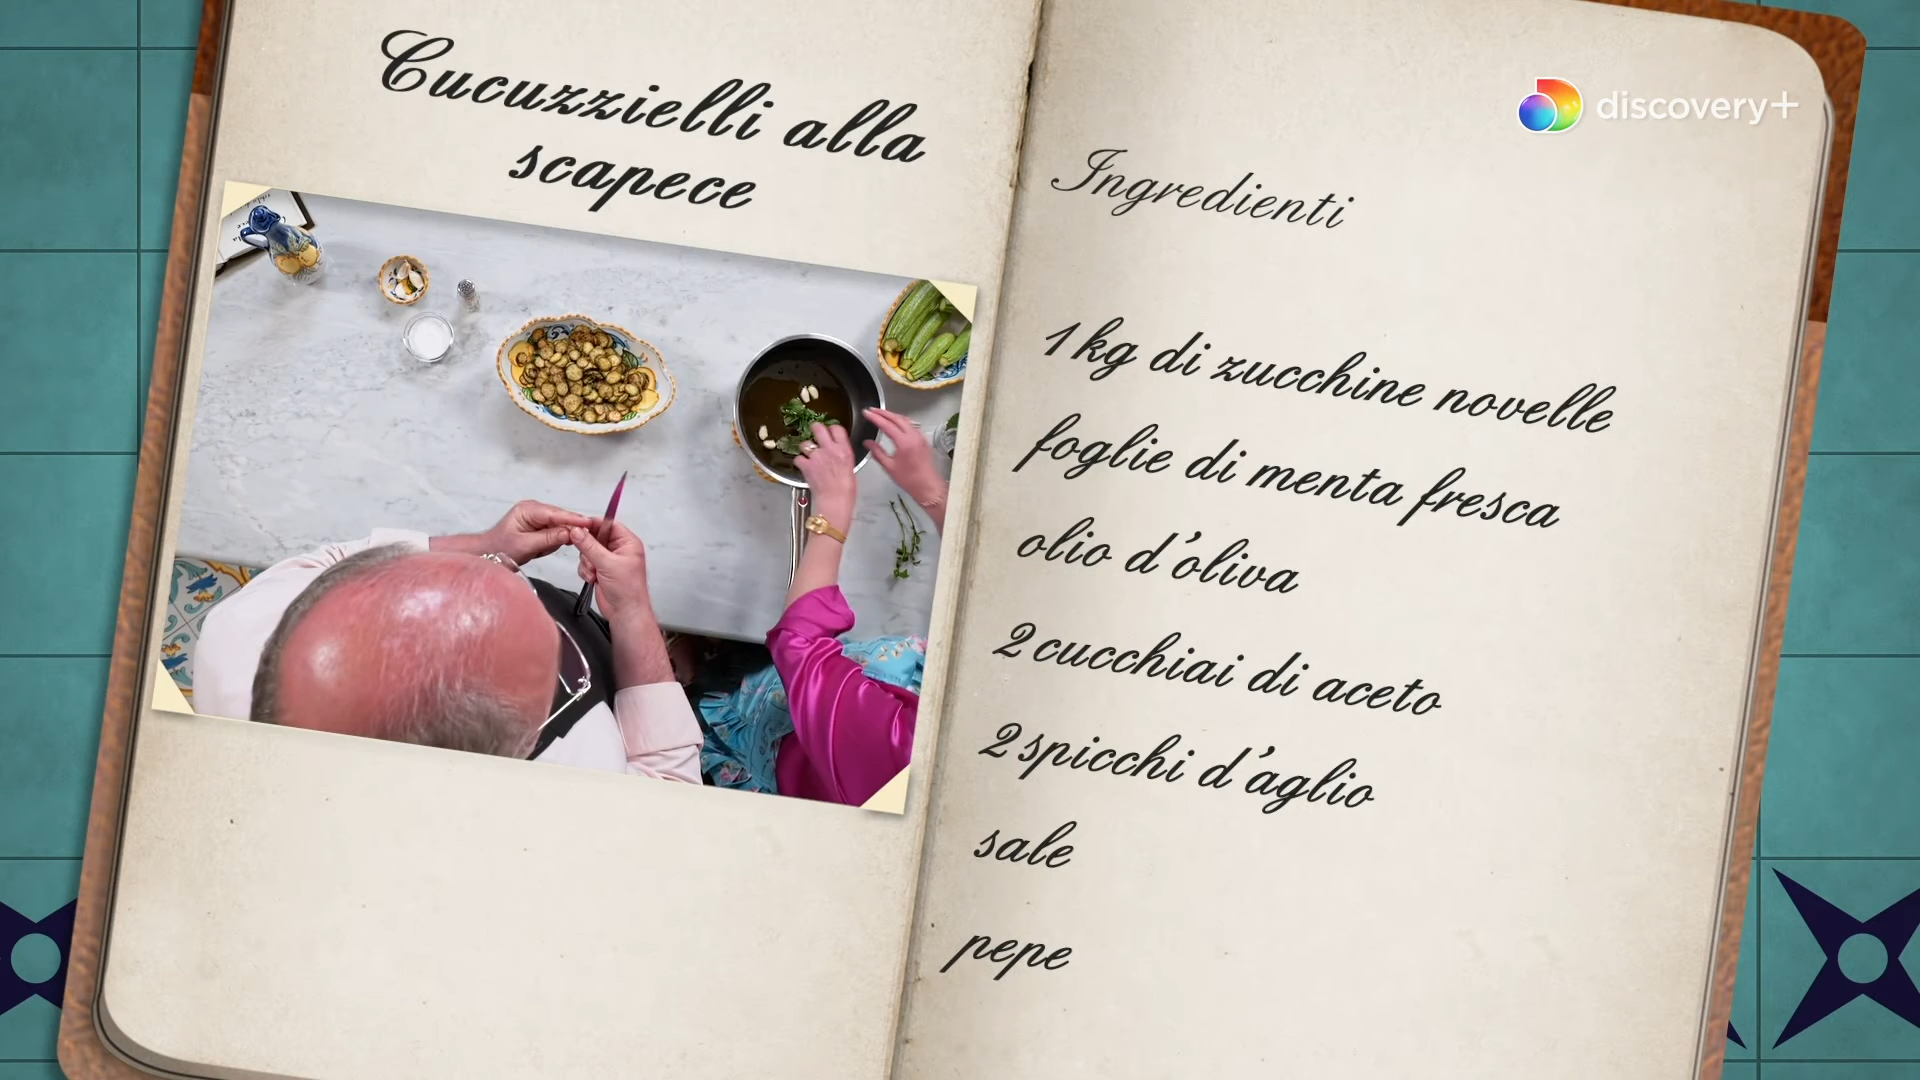 Cucuzzielli alla
scapece
discovery+
Ingredienti
1 kg di zucchine novelle
foglie di menta fresca
olio d'oliva
2 cucchiai di aceto
2 spicchi d'aglio
sale
pepe